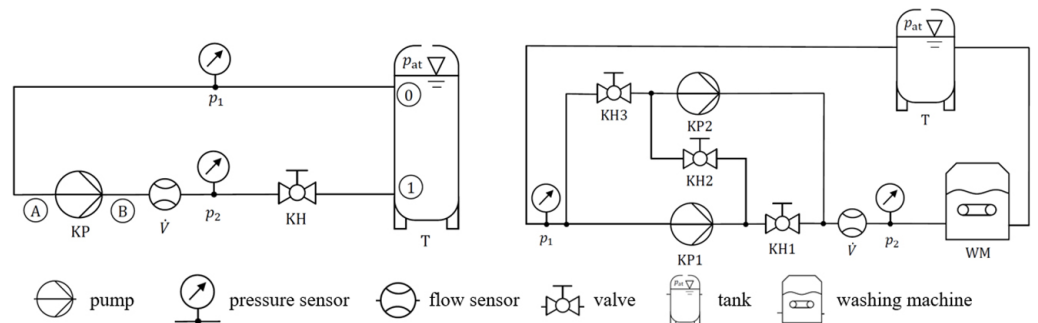 p₁
pat
0
1
A
KP
B
V̇
p₂
KH
T
pat
T
KH3
KP2
KH2
p₁
KP1
KH1
V̇
p₂
WM
pump
pressure sensor
flow sensor
valve
pat
tank
washing machine